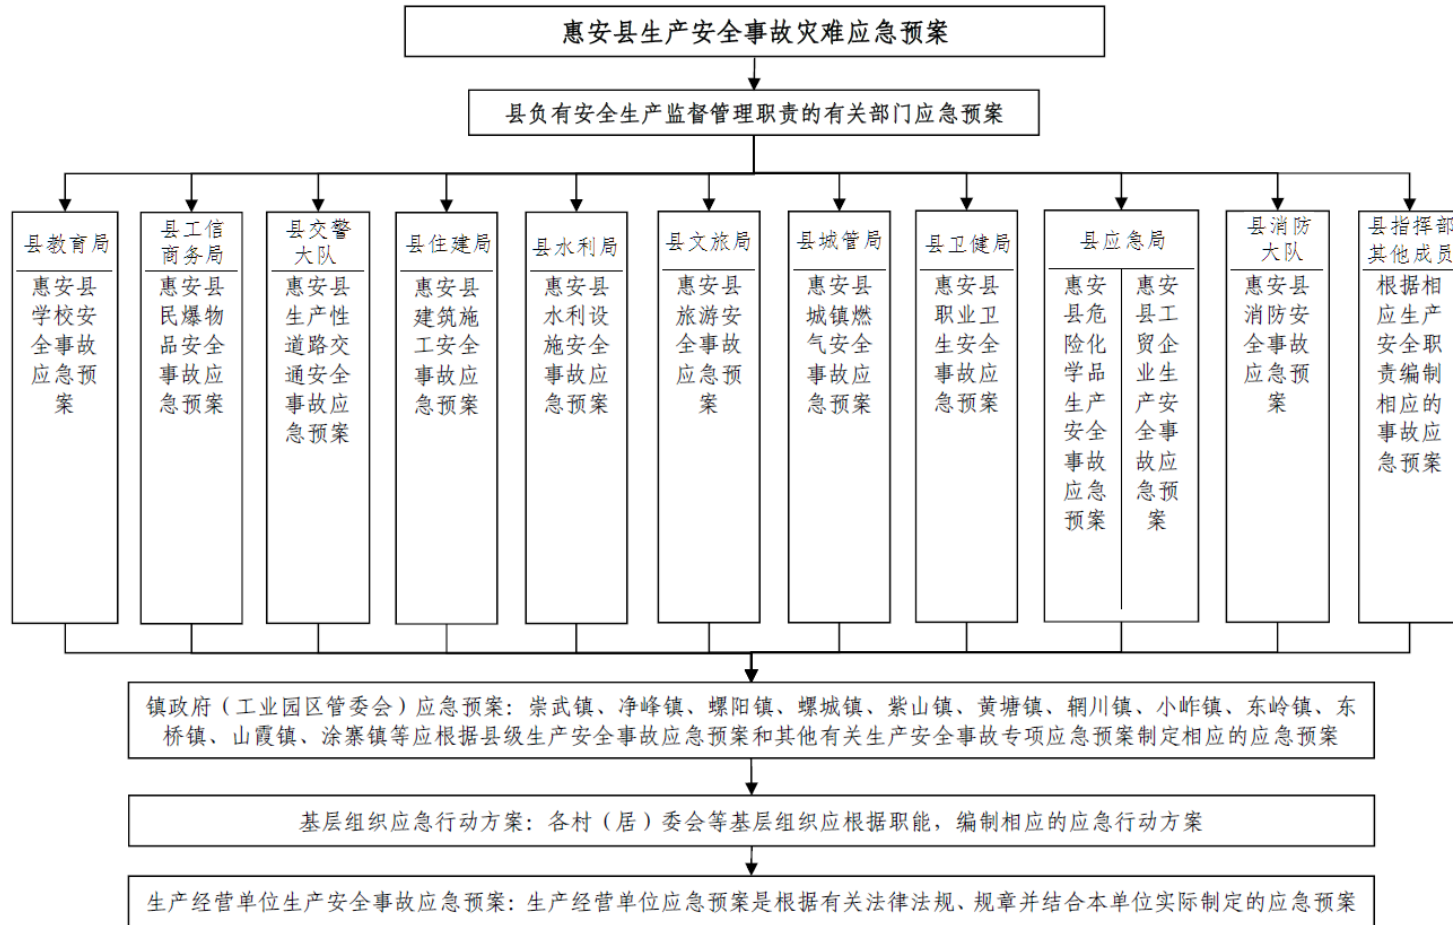 惠安县生产安全事故灾难应急预案
县负有安全生产监督管理职责的有关部门应急预案
县教育局
惠安县
学校安
全事故
应急预
案
县工信
商务局
惠安县
民爆物
品安全
事故应
急预案
县交警
大队
惠安县
生产性
道路交
通安全
事故应
急预案
县住建局
惠安县
建筑施
工安全
事故应
急预案
县水利局
惠安县
水利设
施安全
事故应
急预案
县文旅局
惠安县
旅游安
全事故
应急预
案
县城管局
惠安县
城镇燃
气安全
事故应
急预案
县卫健局
惠安县
职业卫
生安全
事故应
急预案
县应急局
惠安
县危
险化
学品
生产
安全
事故
应急
预案
惠安
县工
贸企
业生
产安
全事
故应
急预
案
县消防
大队
惠安县
消防安
全事故
应急预
案
县指挥部
其他成员
根据相
应生产
安全职
责编制
相应的
事故应
急预案
镇政府（工业园区管委会）应急预案：崇武镇、净峰镇、螺阳镇、螺城镇、紫山镇、黄塘镇、辋川镇、小岞镇、东岭镇、东
桥镇、山霞镇、涂寨镇等应根据县级生产安全事故应急预案和其他有关生产安全事故专项应急预案制定相应的应急预案
基层组织应急行动方案：各村（居）委会等基层组织应根据职能，编制相应的应急行动方案
生产经营单位生产安全事故应急预案：生产经营单位应急预案是根据有关法律法规、规章并结合本单位实际制定的应急预案